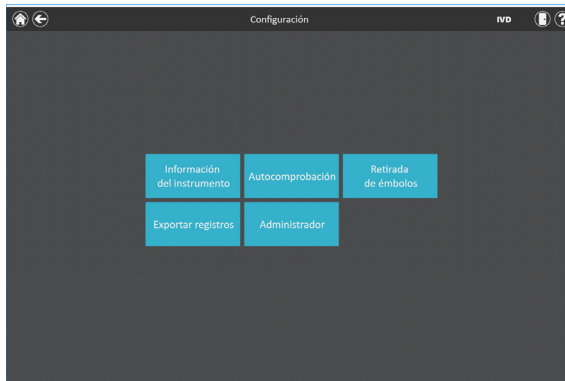 Configuración
IVD
?
Información
del instrumento
Autocomprobación
Retirada
de émbolos
Exportar registros
Administrador